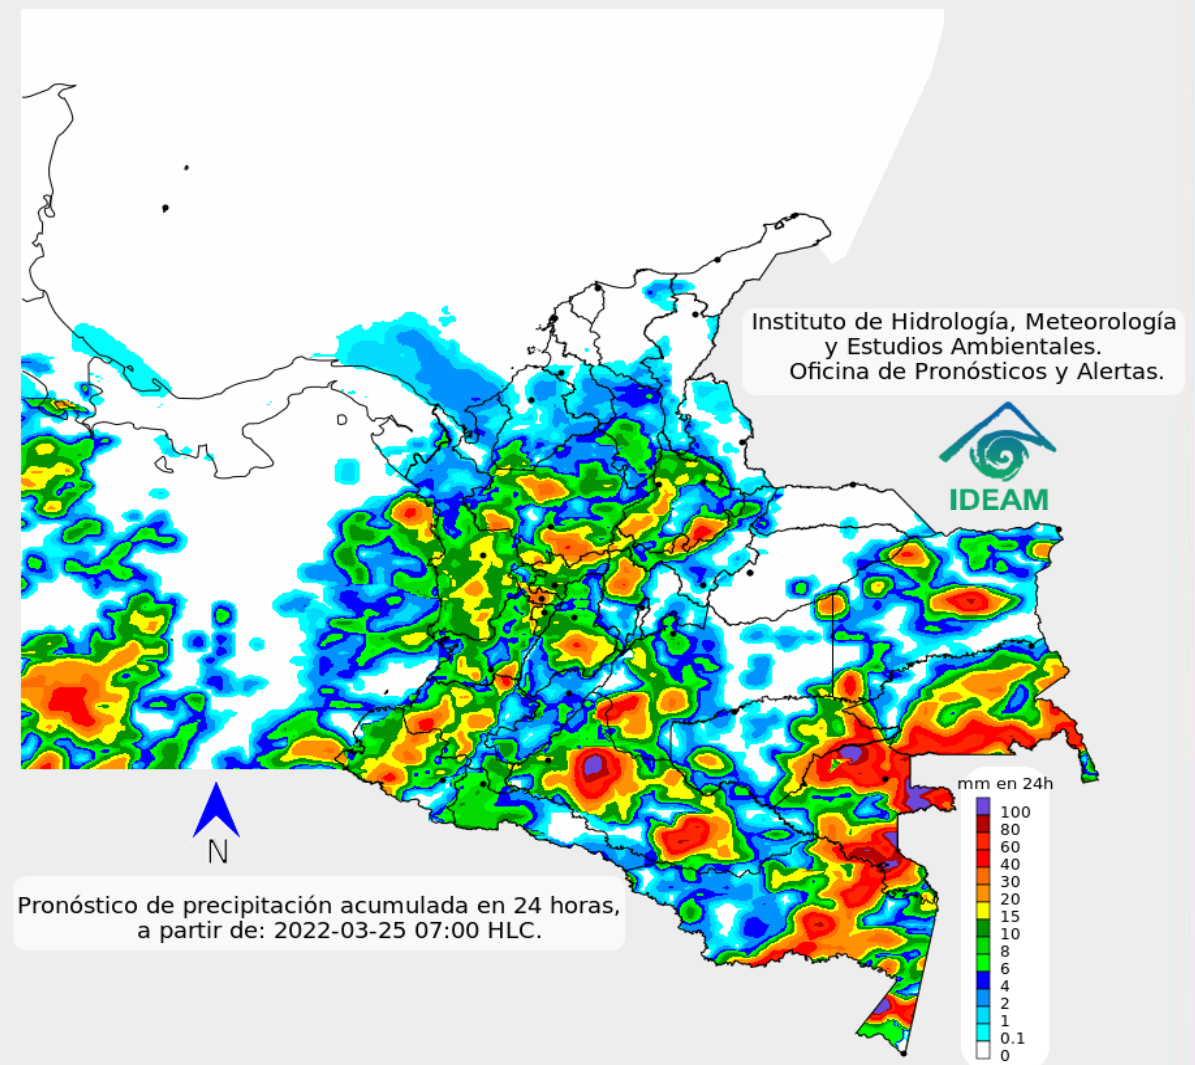 Instituto de Hidrología, Meteorología
y Estudios Ambientales.
Oficina de Pronósticos y Alertas.
IDEAM
mm en 24h
100
80
60
40
30
20
15
10
8
6
4
2
1
0.1
0
N
Pronóstico de precipitación acumulada en 24 horas,
a partir de: 2022-03-25 07:00 HLC.